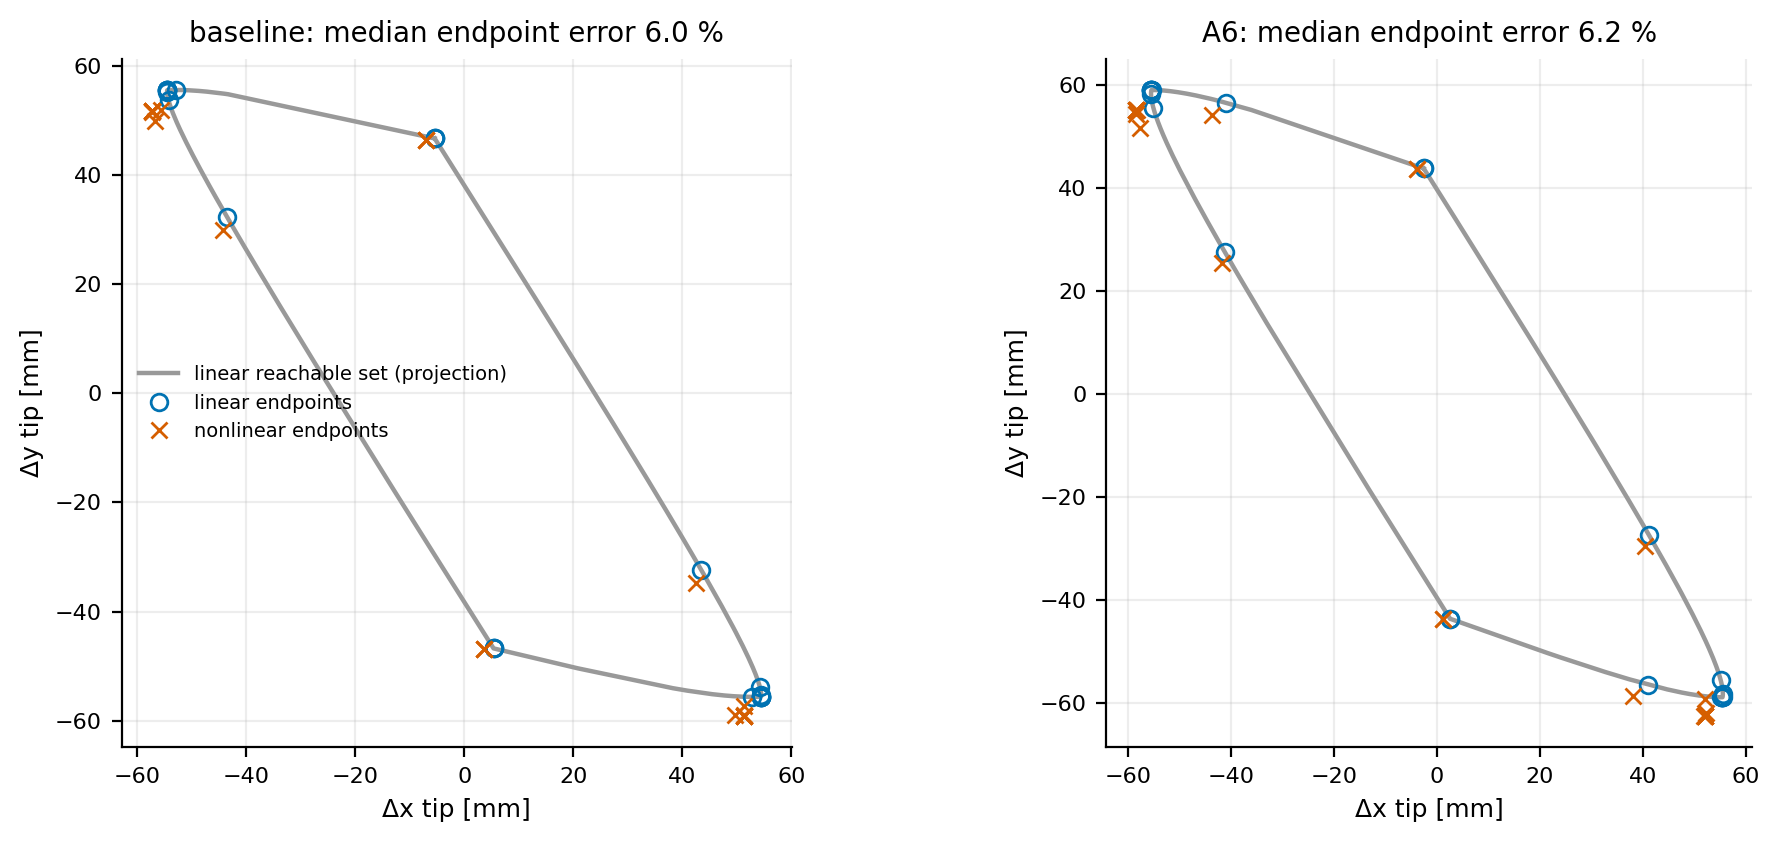 baseline: median endpoint error 6.0 %
60
40
20
0
−20
−40
−60
Δy tip [mm]
linear reachable set (projection)
linear endpoints
nonlinear endpoints
−60 −40 −20 0 20 40 60
Δx tip [mm]
A6: median endpoint error 6.2 %
60
40
20
0
−20
−40
−60
Δy tip [mm]
−60 −40 −20 0 20 40 60
Δx tip [mm]